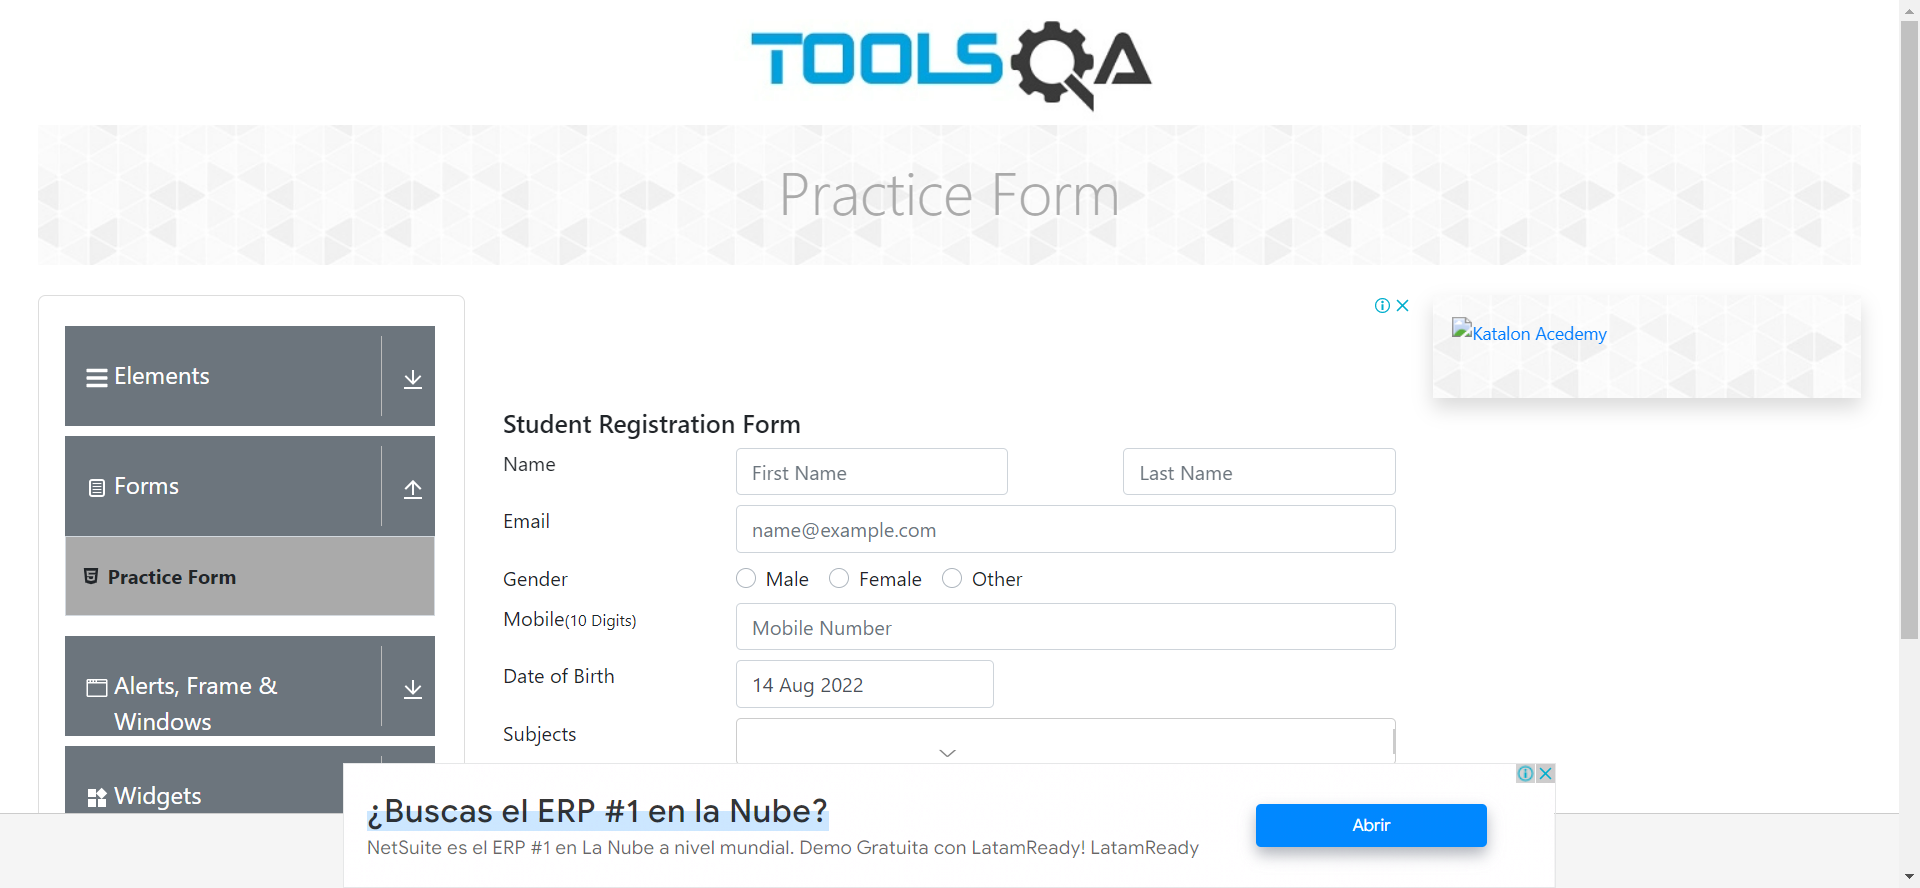 TOOLSQA
Practice Form
Elements
Forms
Practice Form
Alerts, Frame &
Windows
Widgets
Student Registration Form
Name
First Name
Last Name
Email
name@example.com
Gender
Male
Female
Other
Mobile(10 Digits)
Mobile Number
Date of Birth
14 Aug 2022
Subjects
Katalon Acedemy
¿Buscas el ERP #1 en la Nube?
NetSuite es el ERP #1 en La Nube a nivel mundial. Demo Gratuita con LatamReady! LatamReady
Abrir